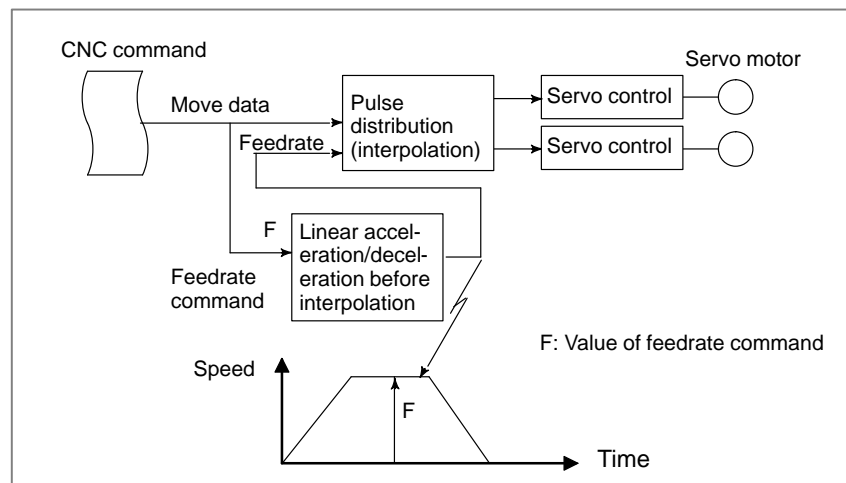 CNC command
Servo motor
Move data
Pulse
distribution
(interpolation)
Servo control
Feedrate
Servo control
F
Linear accel-
eration/decel-
eration before
interpolation
Feedrate
command
F: Value of feedrate command
Speed
F
Time